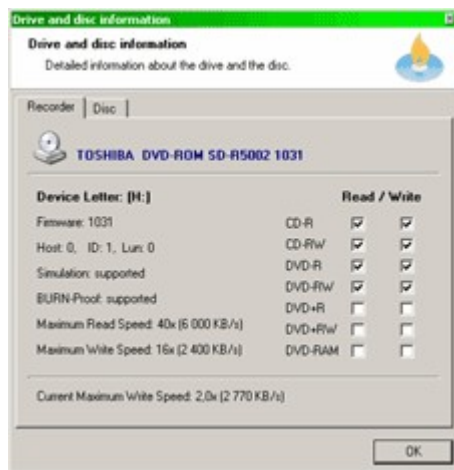 Drive and disc information
Drive and disc information
Detailed information about the drive and the disc.
Recorder
Disc
TOSHIBA DVD-ROM SD-R5002 1031
Device Letter: [H:]
Read / Write
Firmware: 1031
CD-R
Host: 0, ID: 1, Lun: 0
CD-RW
DVD-R
Simulation: supported
DVD-RW
BURN-Proof: supported
DVD+R
Maximum Read Speed: 40x (6 000 KB/s)
DVD+RW
Maximum Write Speed: 16x (2 400 KB/s)
DVD-RAM
Current Maximum Write Speed: 2,0x (2 770 KB/s)
OK